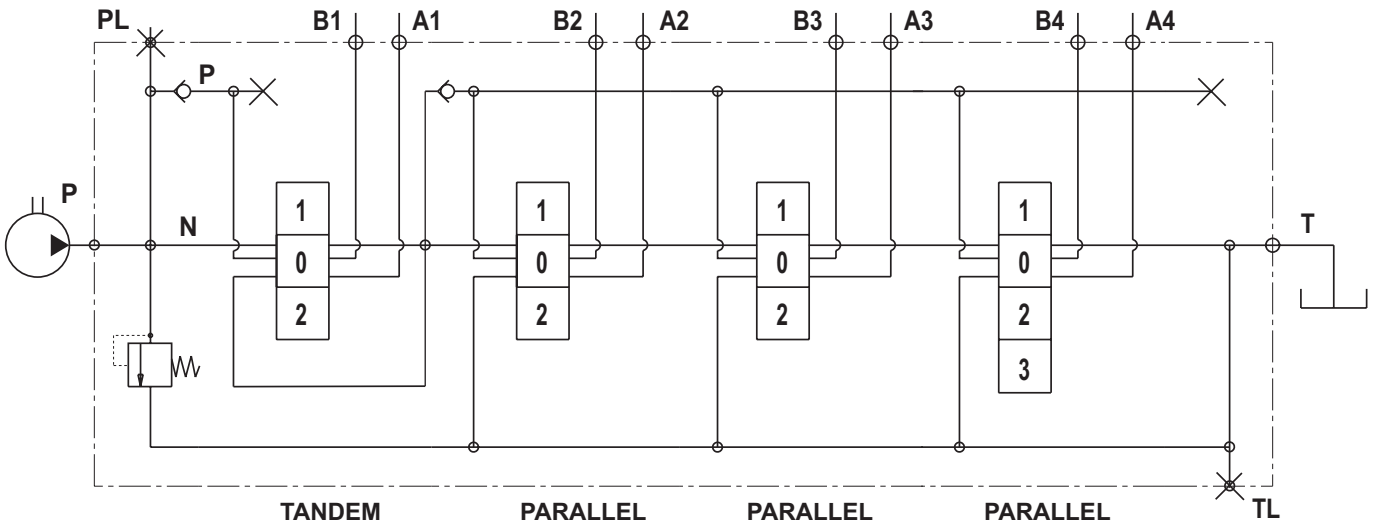 PL B1 A1 B2 A2 B3 A3 B4 A4
P
P N T
1 1 1 1
0 0 0 0
2 2 2 2
3
TANDEM PARALLEL PARALLEL PARALLEL TL